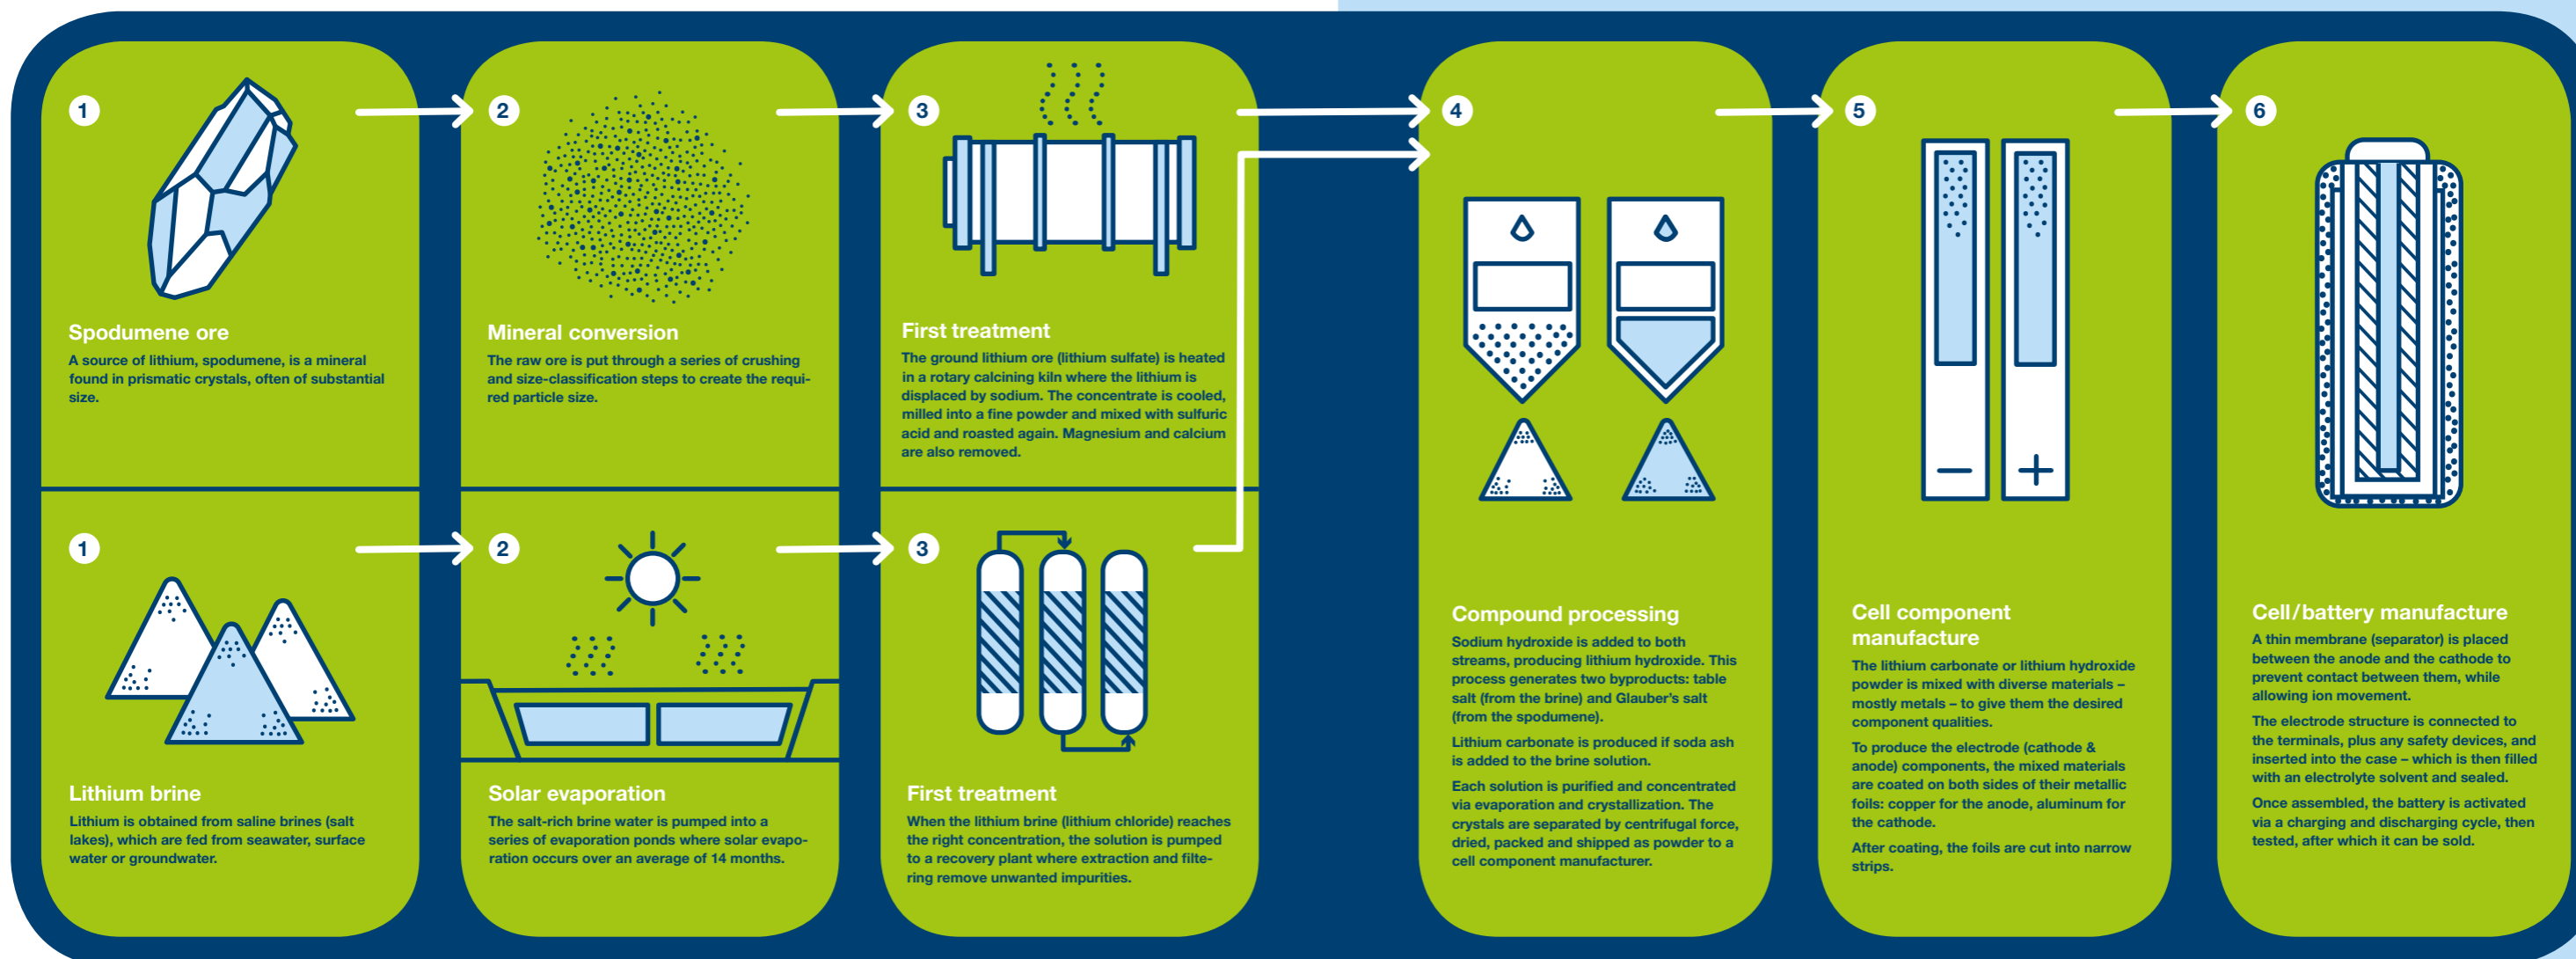 1
Spodumene ore
A source of lithium, spodumene, is a mineral
found in prismatic crystals, often of substantial
size.
2
Mineral conversion
The raw ore is put through a series of crushing
and size-classification steps to create the requi-
red particle size.
3
First treatment
The ground lithium ore (lithium sulfate) is heated
in a rotary calcining kiln where the lithium is
displaced by sodium. The concentrate is cooled,
milled into a fine powder and mixed with sulfuric
acid and roasted again. Magnesium and calcium
are also removed.
1
Lithium brine
Lithium is obtained from saline brines (salt
lakes), which are fed from seawater, surface
water or groundwater.
2
Solar evaporation
The salt-rich brine water is pumped into a
series of evaporation ponds where solar evapo-
ration occurs over an average of 14 months.
3
First treatment
When the lithium brine (lithium chloride) reaches
the right concentration, the solution is pumped
to a recovery plant where extraction and filte-
ring remove unwanted impurities.
4
Compound processing
Sodium hydroxide is added to both
streams, producing lithium hydroxide. This
process generates two byproducts: table
salt (from the brine) and Glauber's salt
(from the spodumene).
Lithium carbonate is produced if soda ash
is added to the brine solution.
Each solution is purified and concentrated
via evaporation and crystallization. The
crystals are separated by centrifugal force,
dried, packed and shipped as powder to a
cell component manufacturer.
5
− +
Cell component
manufacture
The lithium carbonate or lithium hydroxide
powder is mixed with diverse materials –
mostly metals – to give them the desired
component qualities.
To produce the electrode (cathode &
anode) components, the mixed materials
are coated on both sides of their metallic
foils: copper for the anode, aluminum for
the cathode.
After coating, the foils are cut into narrow
strips.
6
Cell/battery manufacture
A thin membrane (separator) is placed
between the anode and the cathode to
prevent contact between them, while
allowing ion movement.
The electrode structure is connected to
the terminals, plus any safety devices, and
inserted into the case – which is then filled
with an electrolyte solvent and sealed.
Once assembled, the battery is activated
via a charging and discharging cycle, then
tested, after which it can be sold.